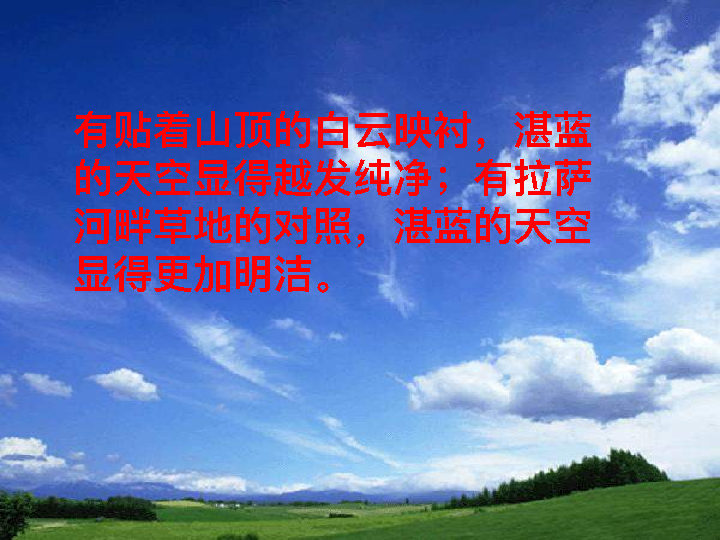 有贴着山顶的白云映衬，湛蓝
的天空显得越发纯净；有拉萨
河畔草地的对照，湛蓝的天空
显得更加明洁。